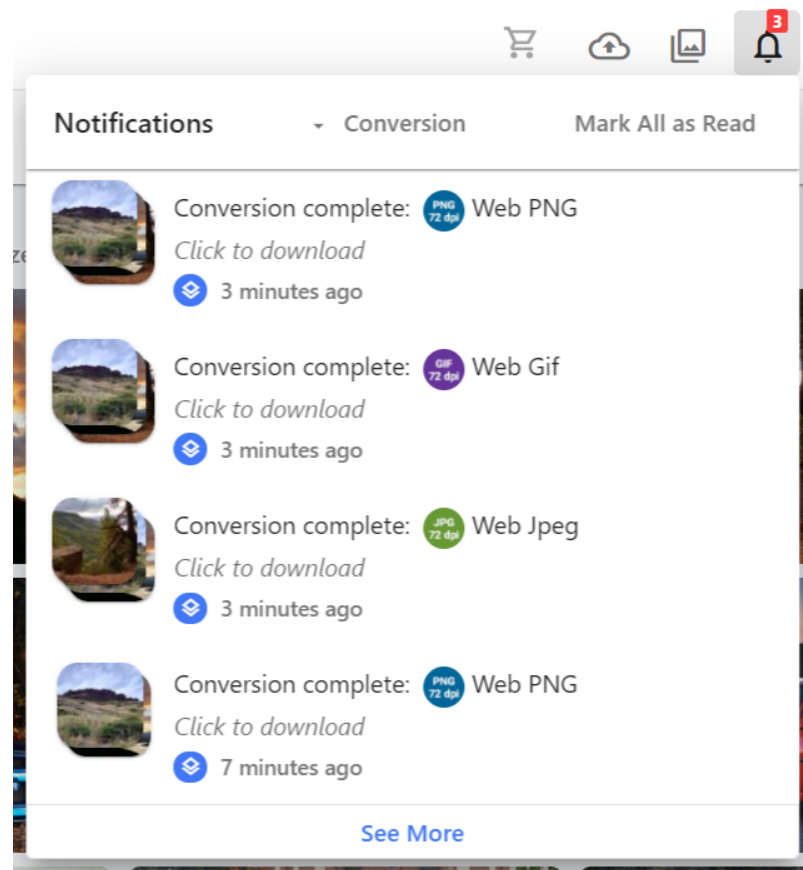 3
Notifications
Conversion
Mark All as Read
Conversion complete: PNG 72 dpi Web PNG
Click to download
3 minutes ago
Conversion complete: GIF 72 dpi Web Gif
Click to download
3 minutes ago
Conversion complete: JPG 72 dpi Web Jpeg
Click to download
3 minutes ago
Conversion complete: PNG 72 dpi Web PNG
Click to download
7 minutes ago
See More